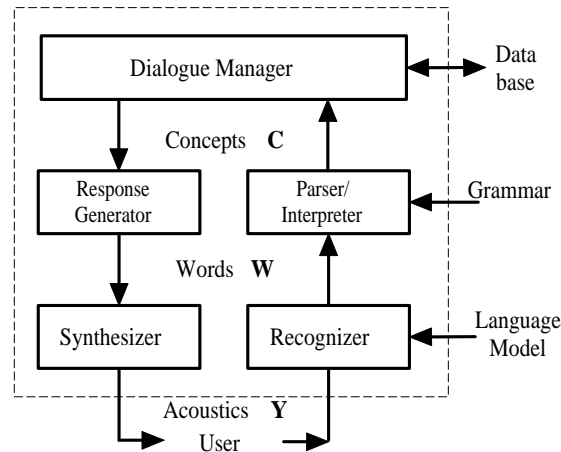 Dialogue Manager
Data
base
Concepts C
Response
Generator
Parser/
Interpreter
Grammar
Words W
Synthesizer
Recognizer
Language
Model
Acoustics Y
User